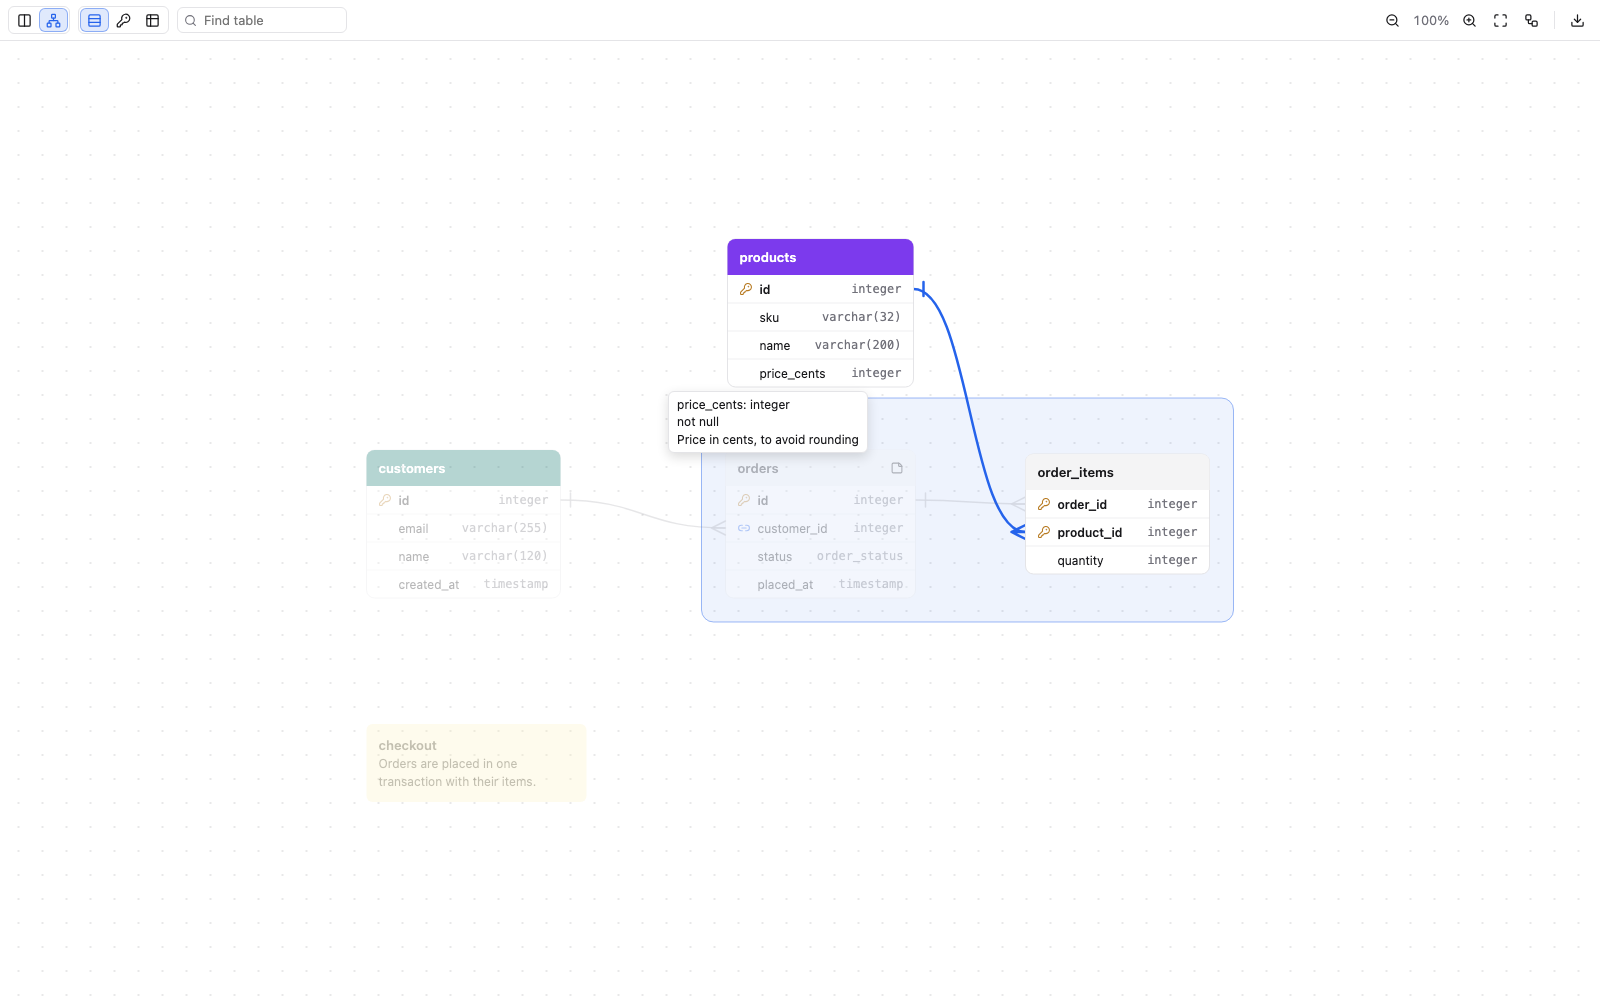 Find table
100%
products
id integer
sku varchar(32)
name varchar(200)
price_cents integer
price_cents: integer
not null
Price in cents, to avoid rounding
customers
id integer
email varchar(255)
name varchar(120)
created_at timestamp
orders
id integer
customer_id integer
status order_status
placed_at timestamp
order_items
order_id integer
product_id integer
quantity integer
checkout
Orders are placed in one
transaction with their items.